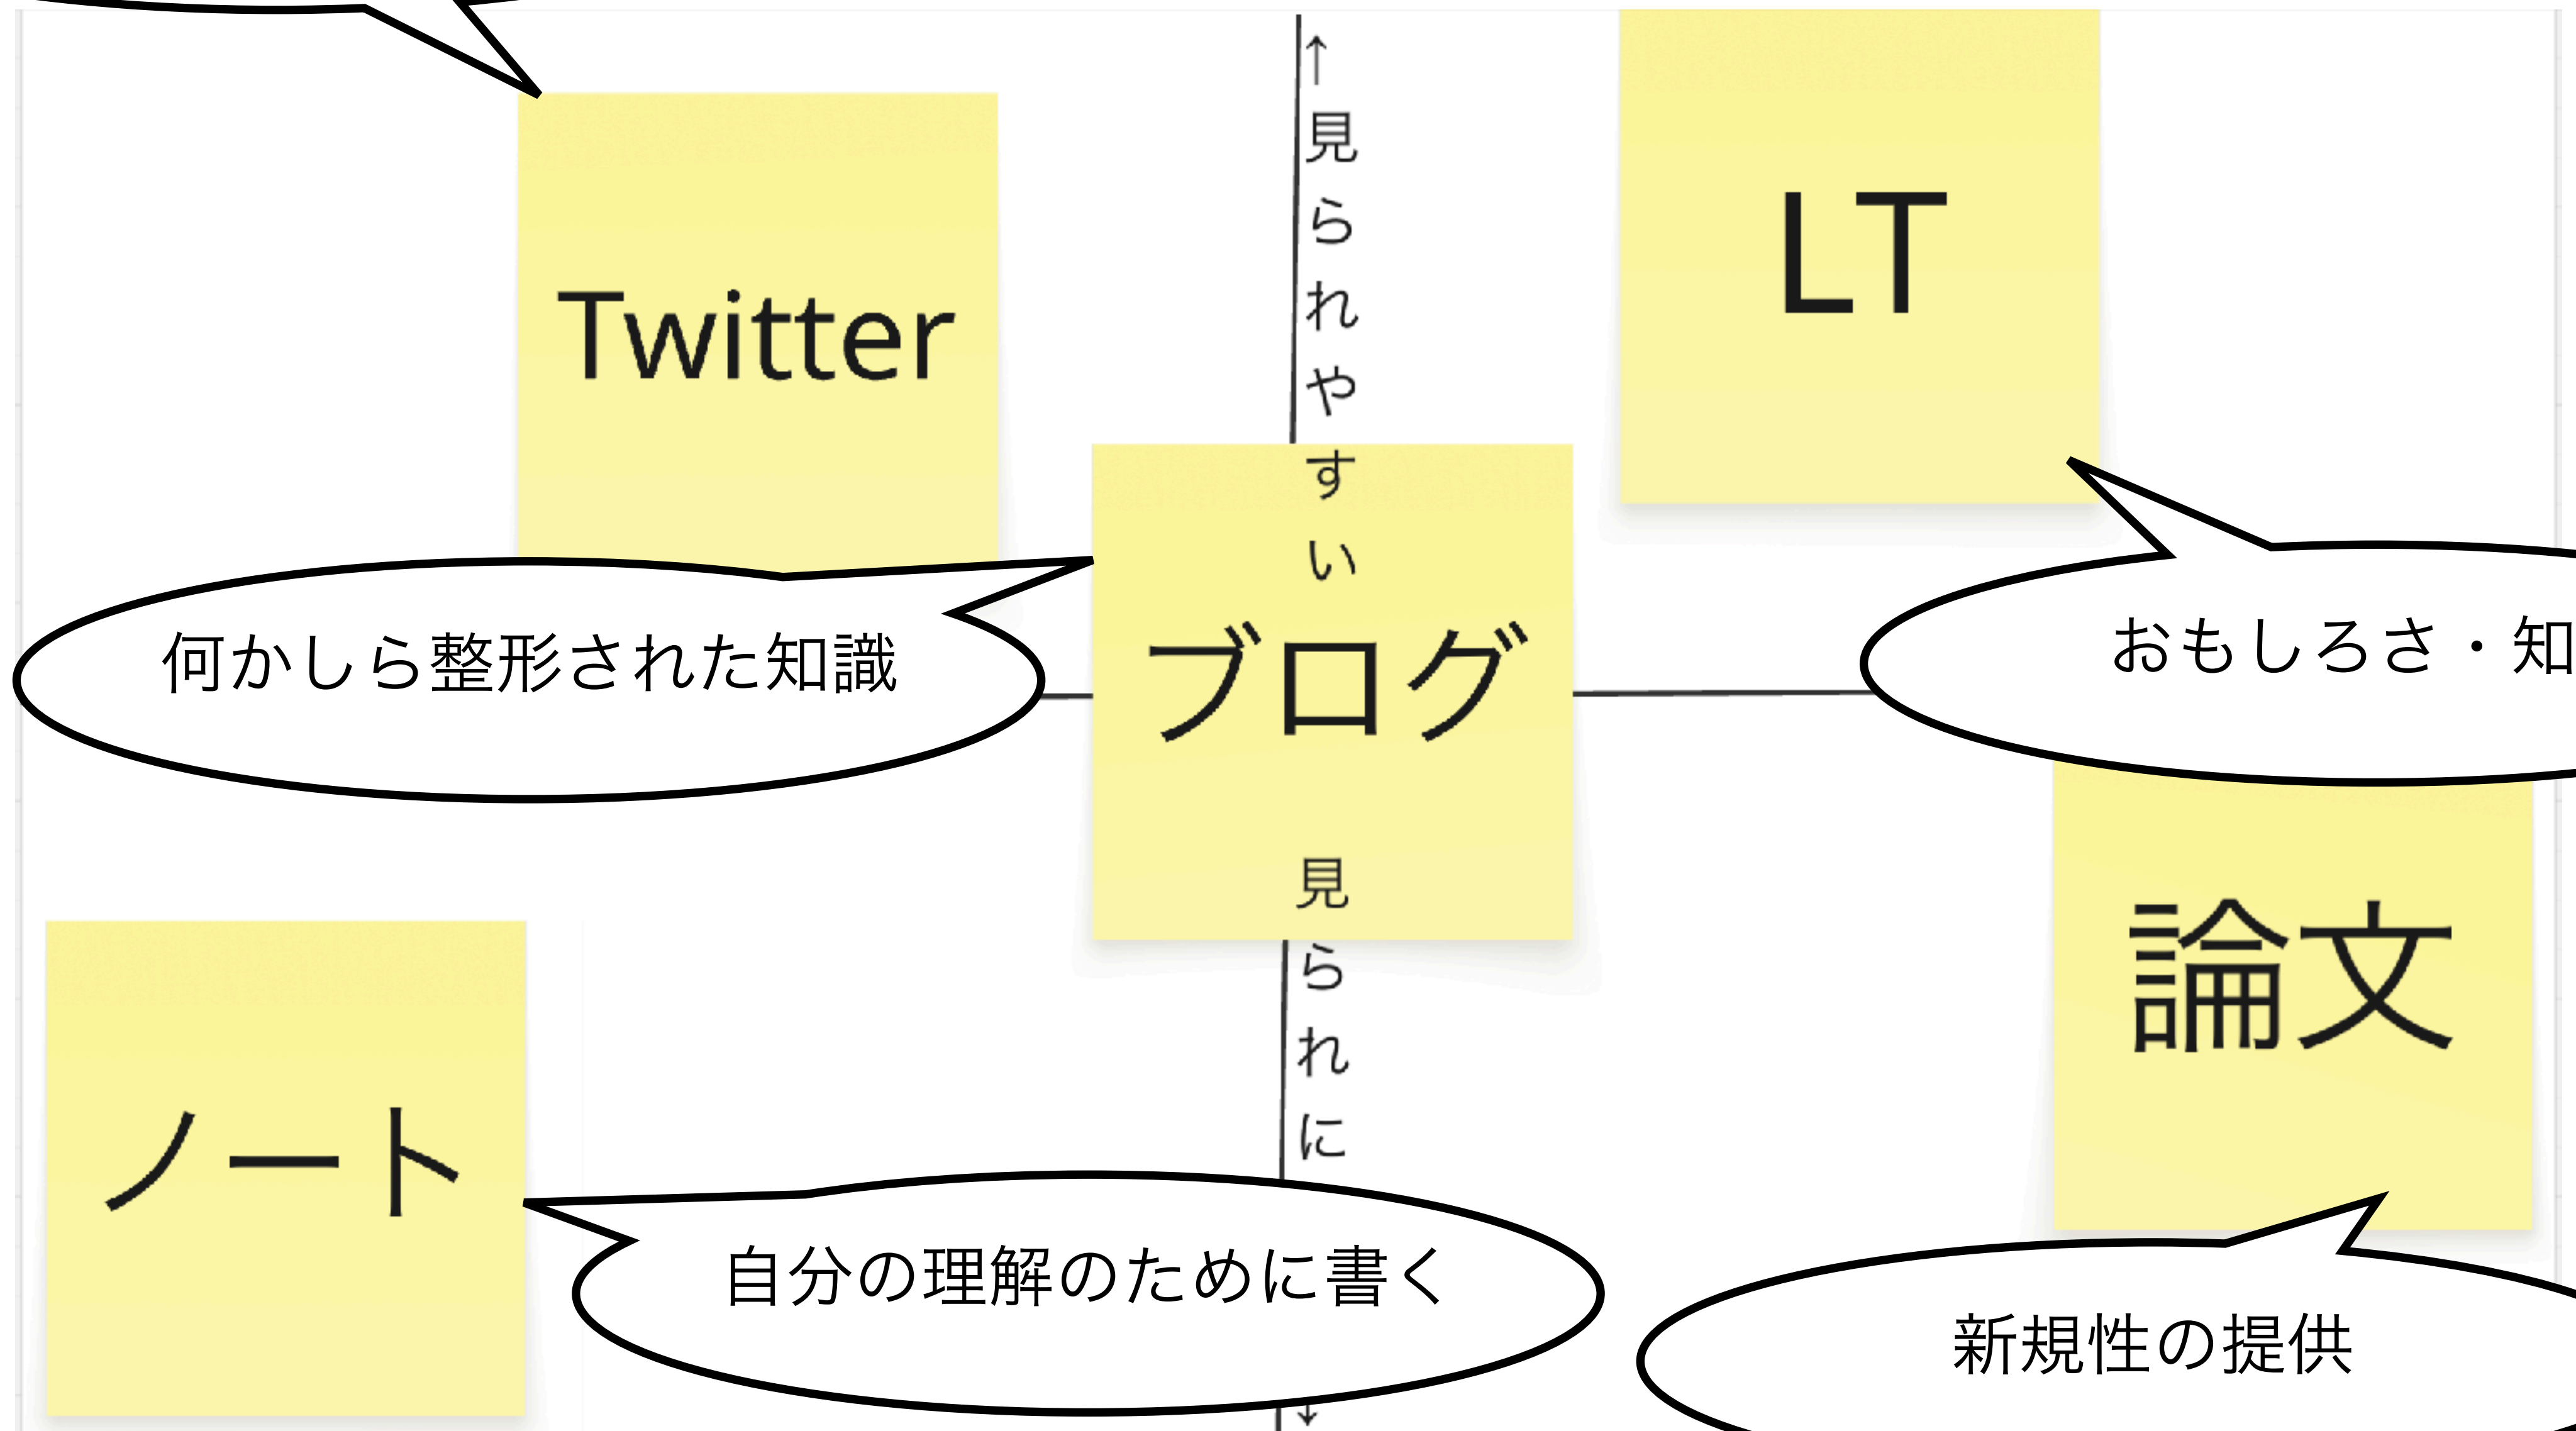 ↑見られやすい
LT
Twitter
何かしら整形された知識
ブログ
おもしろさ・知
見られに
論文
ノート
自分の理解のために書く
新規性の提供
↓